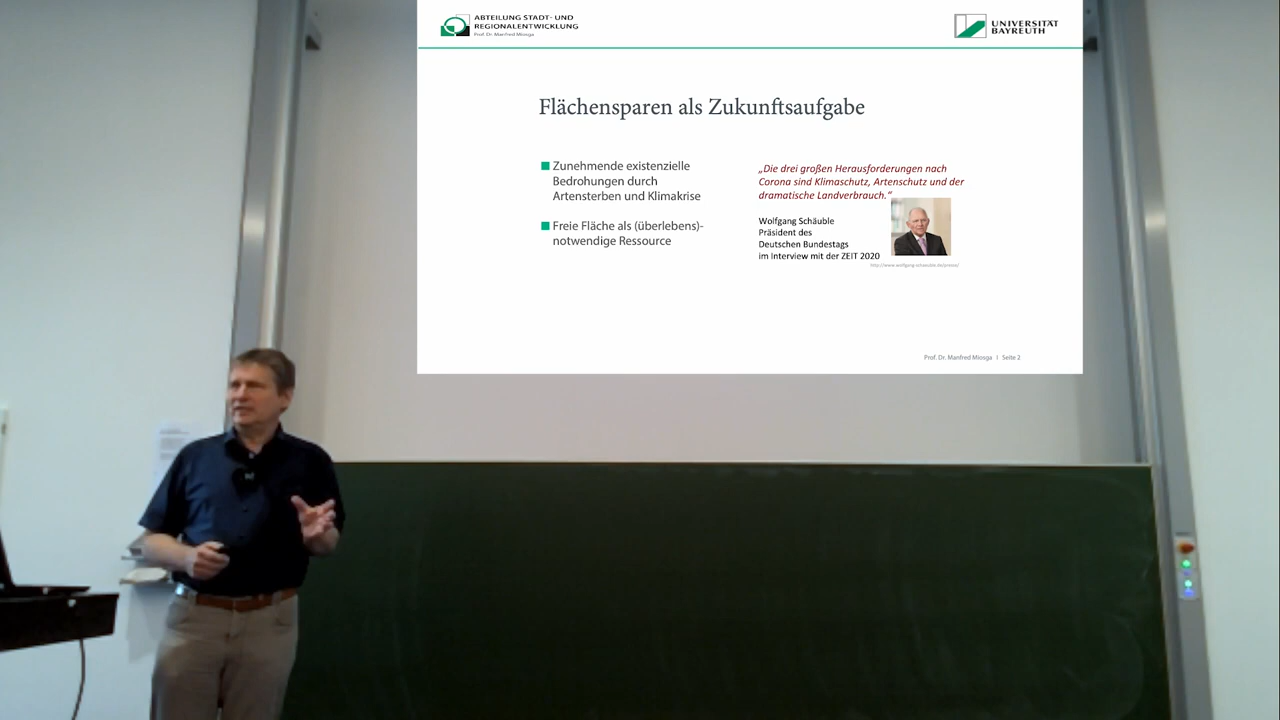 ABTEILUNG STADT- UND
REGIONALENTWICKLUNG
Prof. Dr. Manfred Miosga
UNIVERSITÄT
BAYREUTH
Flächensparen als Zukunftsaufgabe
Zunehmende existenzielle
Bedrohungen durch
Artensterben und Klimakrise
Freie Fläche als (überlebens)-
notwendige Ressource
„Die drei großen Herausforderungen nach
Corona sind Klimaschutz, Artenschutz und der
dramatische Landverbrauch.“
Wolfgang Schäuble
Präsident des
Deutschen Bundestags
im Interview mit der ZEIT 2020
Prof. Dr. Manfred Miosga I Seite 2